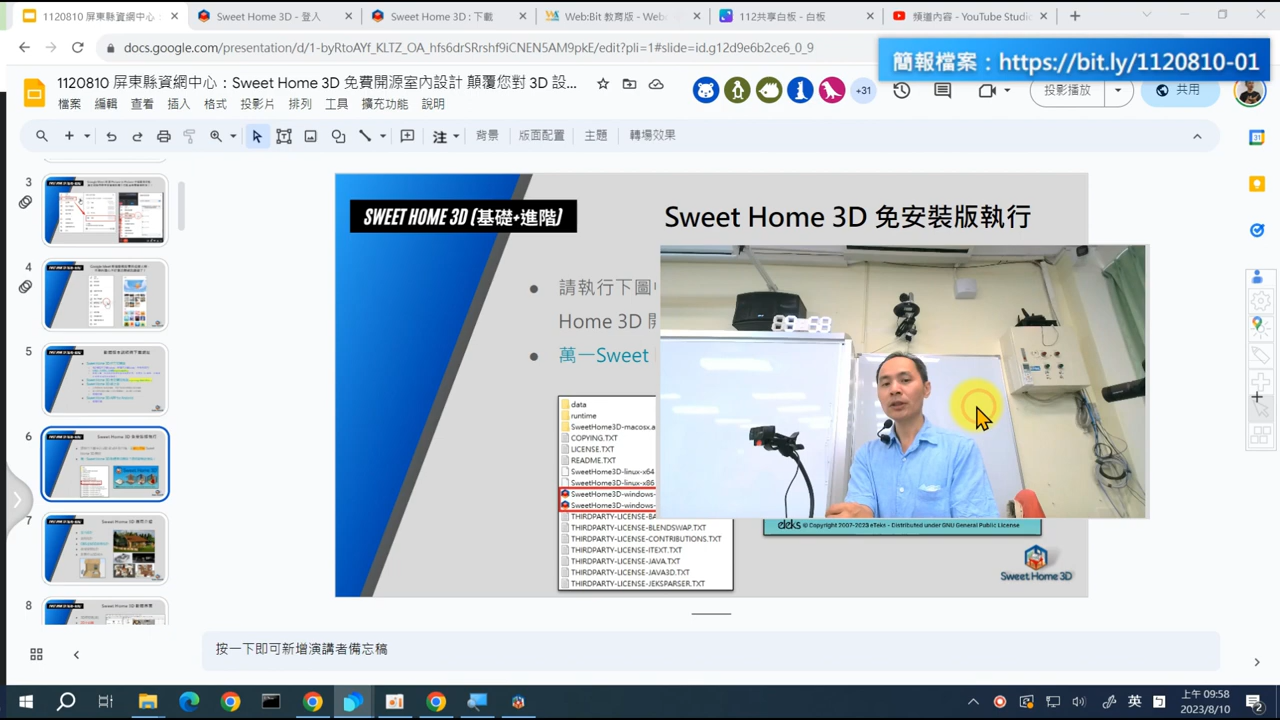 1120810 屏東縣資網中心 :
Sweet Home 3D - 登入
Sweet Home 3D : 下載
Web:Bit 教育版 - Web:
112共享白板 - 白板
頻道內容 - YouTube Studio
docs.google.com/presentation/d/1-byRtoAYf_KLTZ_OA_hfs6drSRrshf9iCNEN5AM9pkE/edit?pli=1#slide=id.g12d9e6b2ce6_0_9
簡報檔案：https://bit.ly/1120810-01
1120810 屏東縣資網中心：Sweet Home 3D 免費開源室內設計 顛覆您對 3D 設...
檔案 編輯 查看 插入 格式 投影片 排列 工具 擴充功能 說明
+31
投影播放
共用
注
背景 版面配置 主題 轉場效果
31
3
4
5
6
7
8
SWEET HOME 3D (基礎+進階)
Sweet Home 3D 免安裝版執行
請執行下圖
Home 3D 開
萬一Sweet
data
runtime
SweetHome3D-macosx.a
COPYING.TXT
LICENSE.TXT
README.TXT
SweetHome3D-linux-x64
SweetHome3D-linux-x86
SweetHome3D-windows-
SweetHome3D-windows-
THIRDPARTY-LICENSE-BA
THIRDPARTY-LICENSE-BLENDSWAP.TXT
THIRDPARTY-LICENSE-CONTRIBUTIONS.TXT
THIRDPARTY-LICENSE-ITEXT.TXT
THIRDPARTY-LICENSE-JAVA.TXT
THIRDPARTY-LICENSE-JAVA3D.TXT
THIRDPARTY-LICENSE-JEKSPARSER.TXT
eteks © Copyright 2007-2023 eTeks - Distributed under GNU General Public License
Sweet Home 3D
按一下即可新增演講者備忘稿
英
上午 09:58
2023/8/10
2